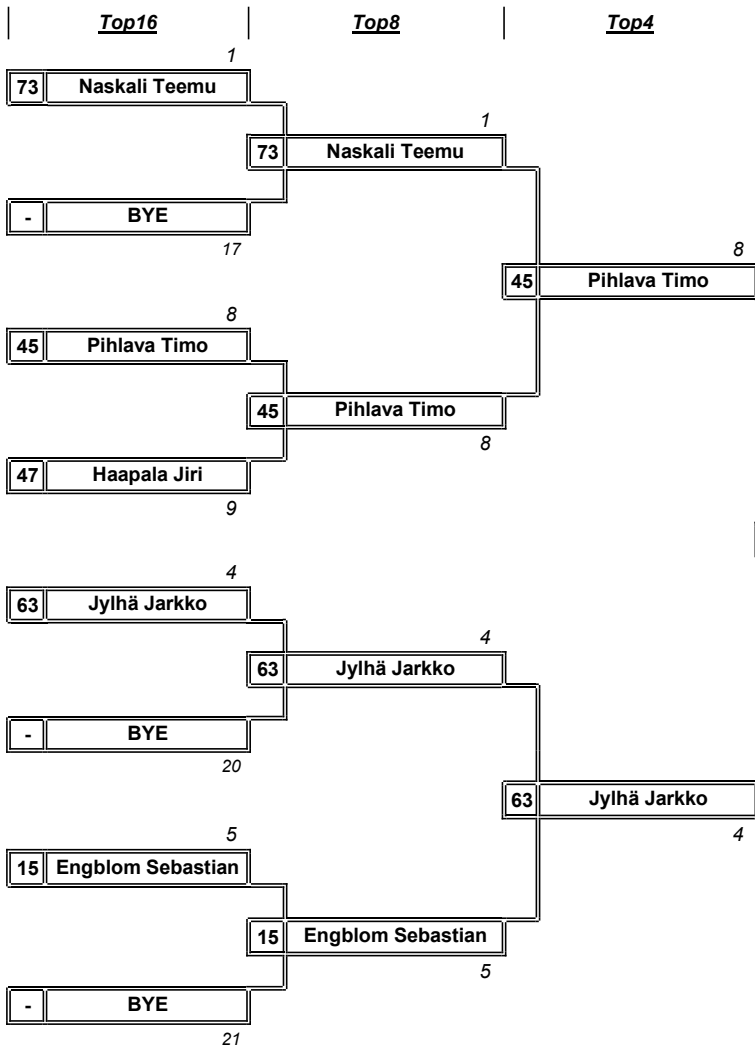 Top16 Top8 Top4
1
73 Naskali Teemu
1
73 Naskali Teemu
- BYE
17
8
45 Pihlava Timo
8
45 Pihlava Timo
45 Pihlava Timo
8
47 Haapala Jiri
9
4
63 Jylhä Jarkko
4
63 Jylhä Jarkko
- BYE
20
63 Jylhä Jarkko
4
5
15 Engblom Sebastian
15 Engblom Sebastian
5
- BYE
21